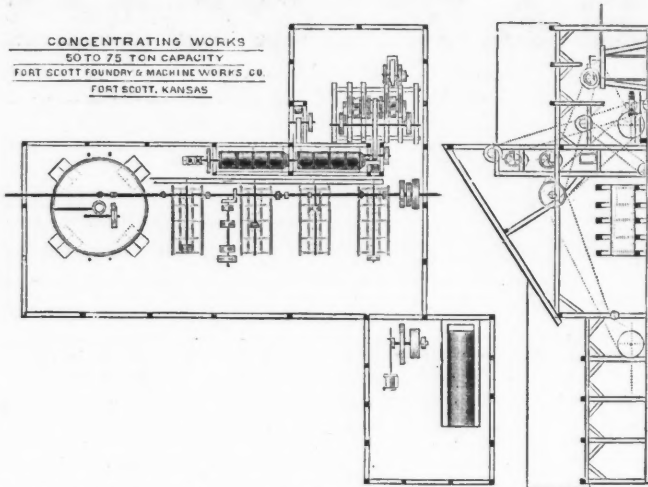 CONCENTRATING WORKS
50 TO 75 TON CAPACITY
FORT SCOTT FOUNDRY & MACHINE WORKS CO.
FORT SCOTT, KANSAS